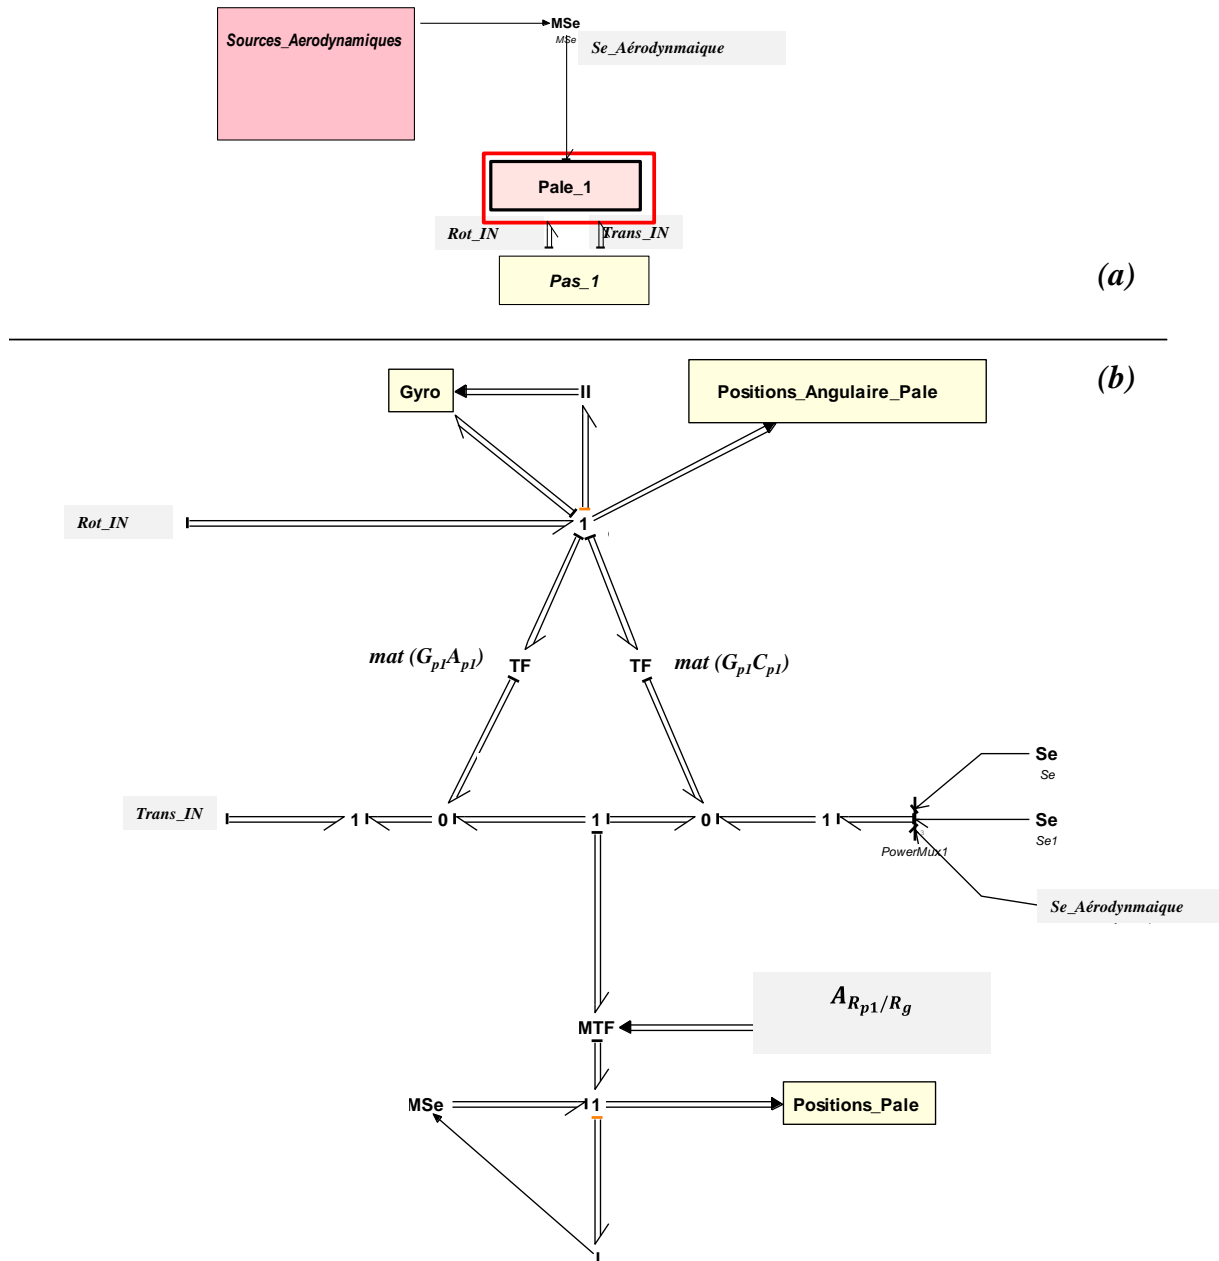 Sources_Aerodynamiques
MSe
MSe
Se_Aérodynmaique
Pale_1
Rot_IN
Trans_IN
Pas_1
(a)
(b)
Gyro
II
Positions_Angulaire_Pale
Rot_IN
1
mat (Gp1Ap1)
TF
TF
mat (Gp1Cp1)
Se
Se
Trans_IN
1
0
1
0
1
PowerMux1
Se
Se1
Se_Aérodynmaique
A Rp1/Rg
MTF
MSe
1
Positions_Pale
I